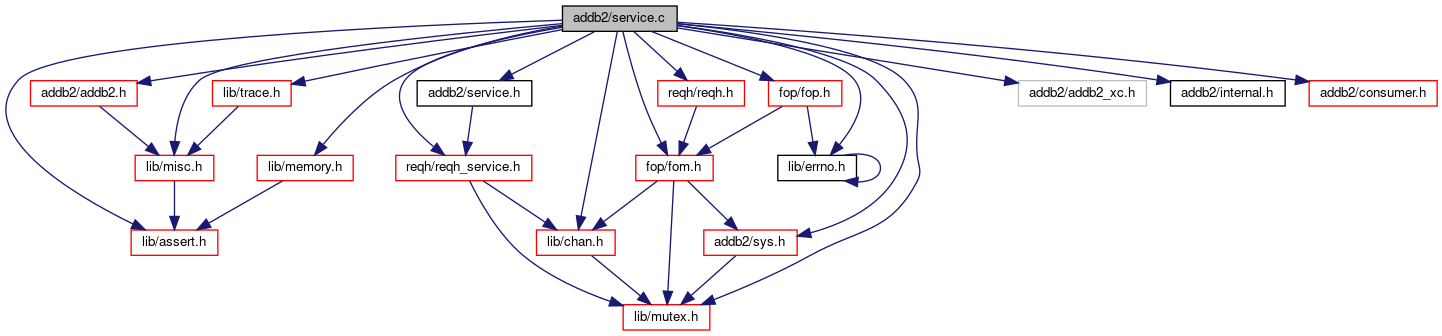 addb2/service.c
addb2/addb2.h
lib/trace.h
addb2/service.h
reqh/reqh.h
fop/fop.h
addb2/addb2_xc.h
addb2/internal.h
addb2/consumer.h
lib/misc.h
lib/memory.h
reqh/reqh_service.h
fop/fom.h
lib/errno.h
lib/assert.h
lib/chan.h
addb2/sys.h
lib/mutex.h